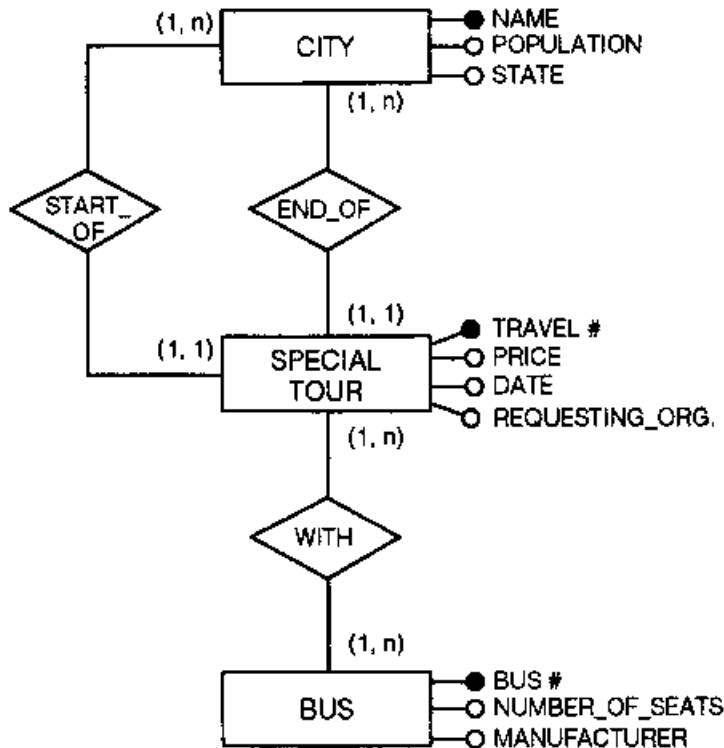 (1, n)
CITY
NAME
POPULATION
STATE
(1, n)
START_
OF
END_OF
(1, 1)
(1, 1)
SPECIAL
TOUR
TRAVEL #
PRICE
DATE
REQUESTING_ORG.
(1, n)
WITH
(1, n)
BUS
BUS #
NUMBER_OF_SEATS
MANUFACTURER